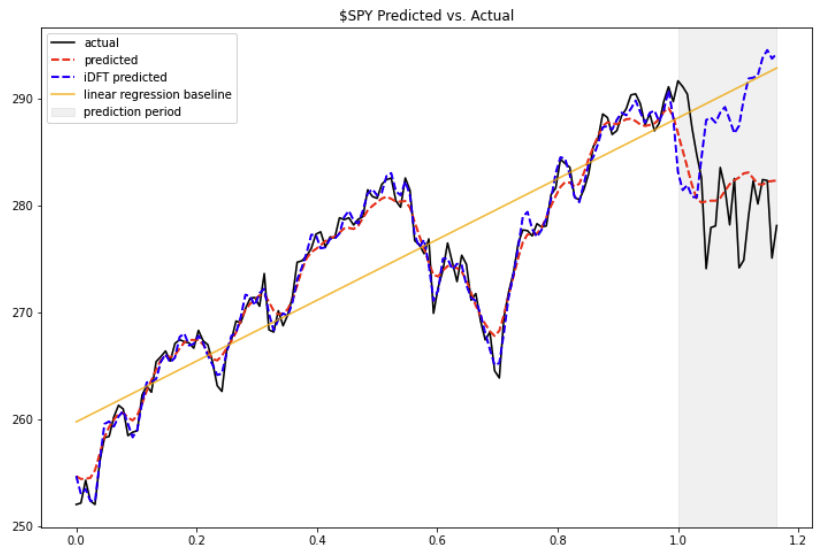 $SPY Predicted vs. Actual
actual
predicted
iDFT predicted
linear regression baseline
prediction period
290
280
270
260
250
0.0 0.2 0.4 0.6 0.8 1.0 1.2